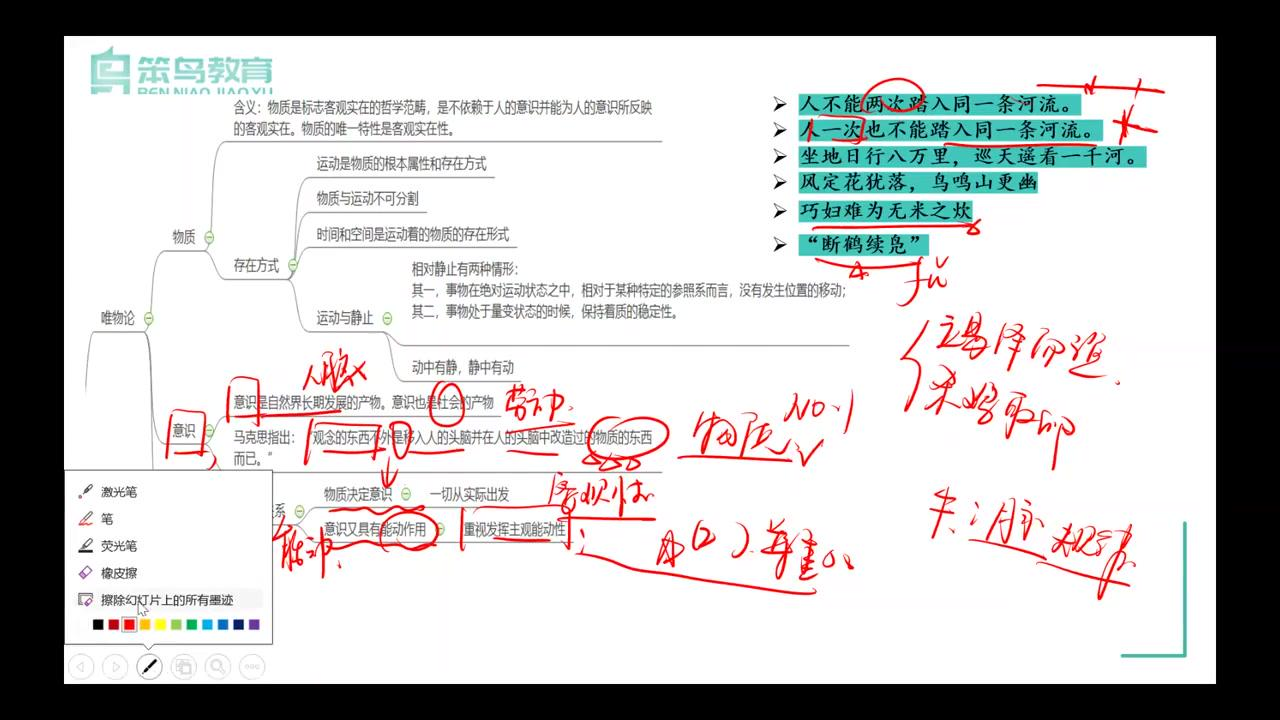 笨鸟教育
BEN NIAO JIAO YU
含义：物质是标志客观实在的哲学范畴，是不依赖于人的意识并能为人的意识所反映
的客观实在。物质的唯一特性是客观实在性。
运动是物质的根本属性和存在方式
物质与运动不可分割
物质
时间和空间是运动着的物质的存在形式
存在方式
相对静止有两种情形：
其一，事物在绝对运动状态之中，相对于某种特定的参照系而言，没有发生位置的移动；
其二，事物处于量变状态的时候，保持着质的稳定性。
唯物论
运动与静止
动中有静，静中有动
人脑
意识是自然界长期发展的产物。意识也是社会的产物
劳动
意识
马克思指出："观念的东西不外是移入人的头脑并在人的头脑中改造过的物质的东西
而已。"
物质 NO.1
系
物质决定意识
一切从实际出发
客观
意识又具有能动作用
重视发挥主观能动性
人不能两次踏入同一条河流。
人一次也不能踏入同一条河流。
坐地日行八万里，巡天遥看一千河。
风定花犹落，鸟鸣山更幽
巧妇难为无米之炊
“断鹤续凫”
fú
激光笔
笔
荧光笔
橡皮擦
擦除幻灯片上的所有墨迹